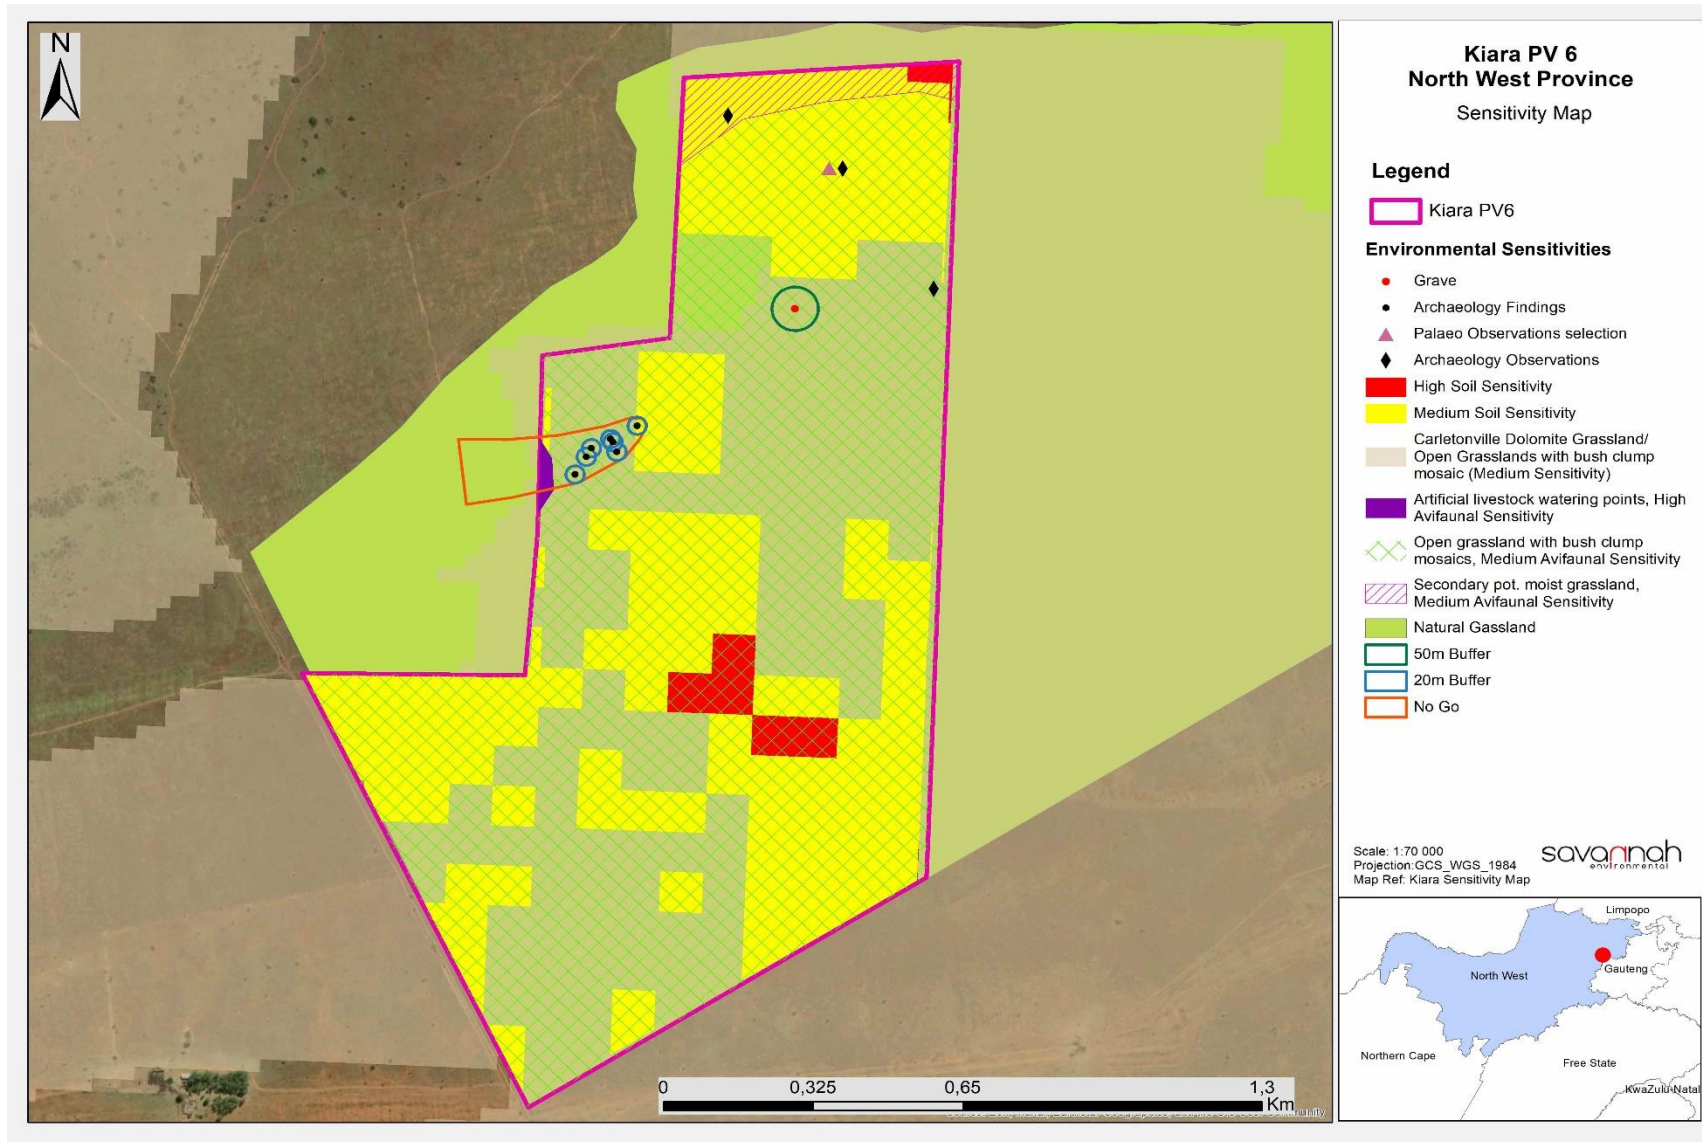 N
Kiara PV 6
North West Province
Sensitivity Map
Legend
Kiara PV6
Environmental Sensitivities
Grave
Archaeology Findings
Palaeo Observations selection
Archaeology Observations
High Soil Sensitivity
Medium Soil Sensitivity
Carletonville Dolomite Grassland/
Open Grasslands with bush clump
mosaic (Medium Sensitivity)
Artificial livestock watering points, High
Avifaunal Sensitivity
Open grassland with bush clump
mosaics, Medium Avifaunal Sensitivity
Secondary pot. moist grassland,
Medium Avifaunal Sensitivity
Natural Gassland
50m Buffer
20m Buffer
No Go
Scale: 1:70 000
Projection:GCS_WGS_1984
Map Ref: Kiara Sensitivity Map
savannah
environmental
Limpopo
North West
Gauteng
Northern Cape
Free State
KwaZulu-Natal
0 0,325 0,65 1,3
Km